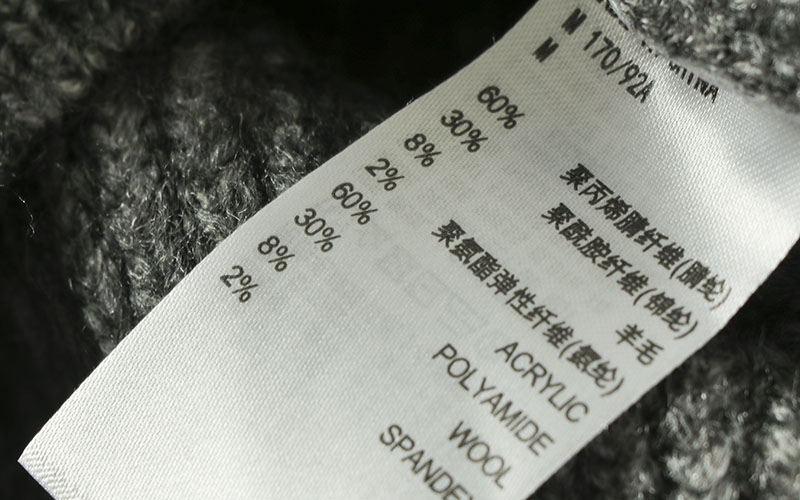 M 170/92A
M
60% 聚丙烯腈纤维(腈纶)
30% 聚酰胺纤维(锦纶)
8% 羊毛
2% 聚氨酯弹性纤维(氨纶)
60% ACRYLIC
30% POLYAMIDE
8% WOOL
2% SPANDEX